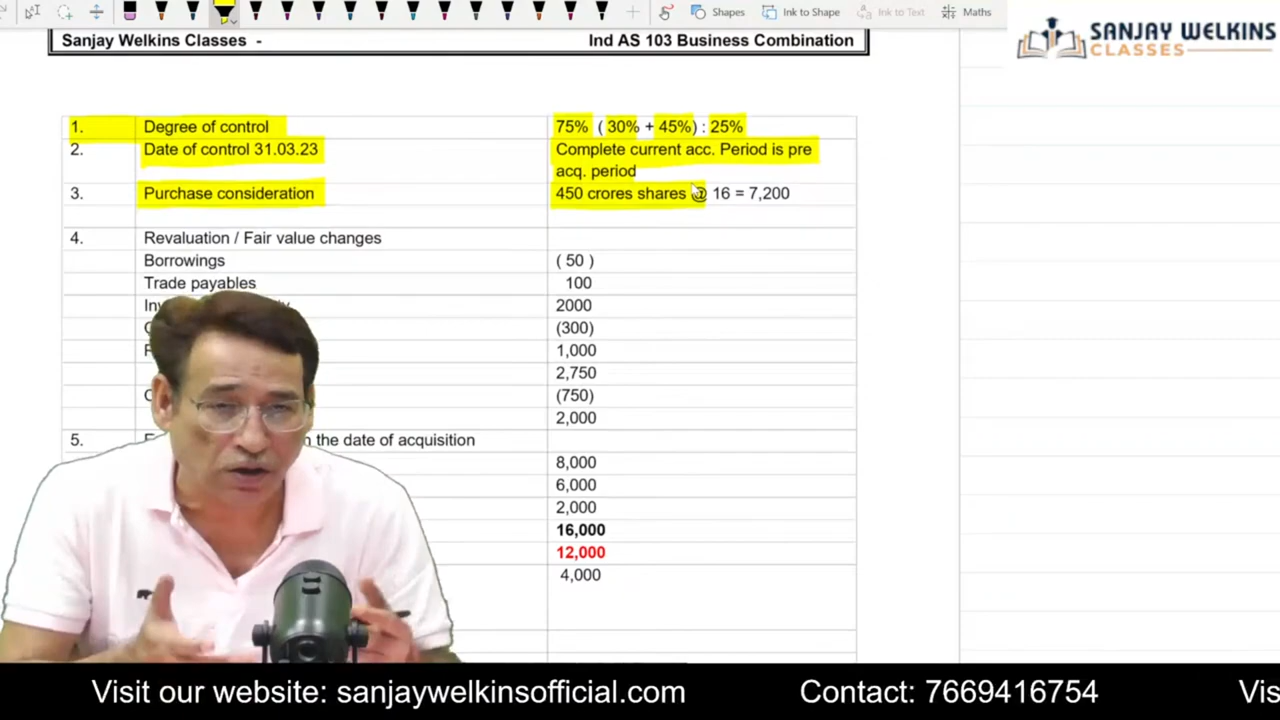 Shapes
Ink to Shape
Ink to Text
Maths
Sanjay Welkins Classes - Ind AS 103 Business Combination
SANJAY WELKINS
CLASSES
1. Degree of control 75% ( 30% + 45%) : 25%
2. Date of control 31.03.23 Complete current acc. Period is pre
acq. period
3. Purchase consideration 450 crores shares @ 16 = 7,200
4. Revaluation / Fair value changes
Borrowings ( 50 )
Trade payables 100
2000
(300)
1,000
2,750
(750)
2,000
5. the date of acquisition
8,000
6,000
2,000
16,000
12,000
4,000
Visit our website: sanjaywelkinsofficial.com Contact: 7669416754 Vis